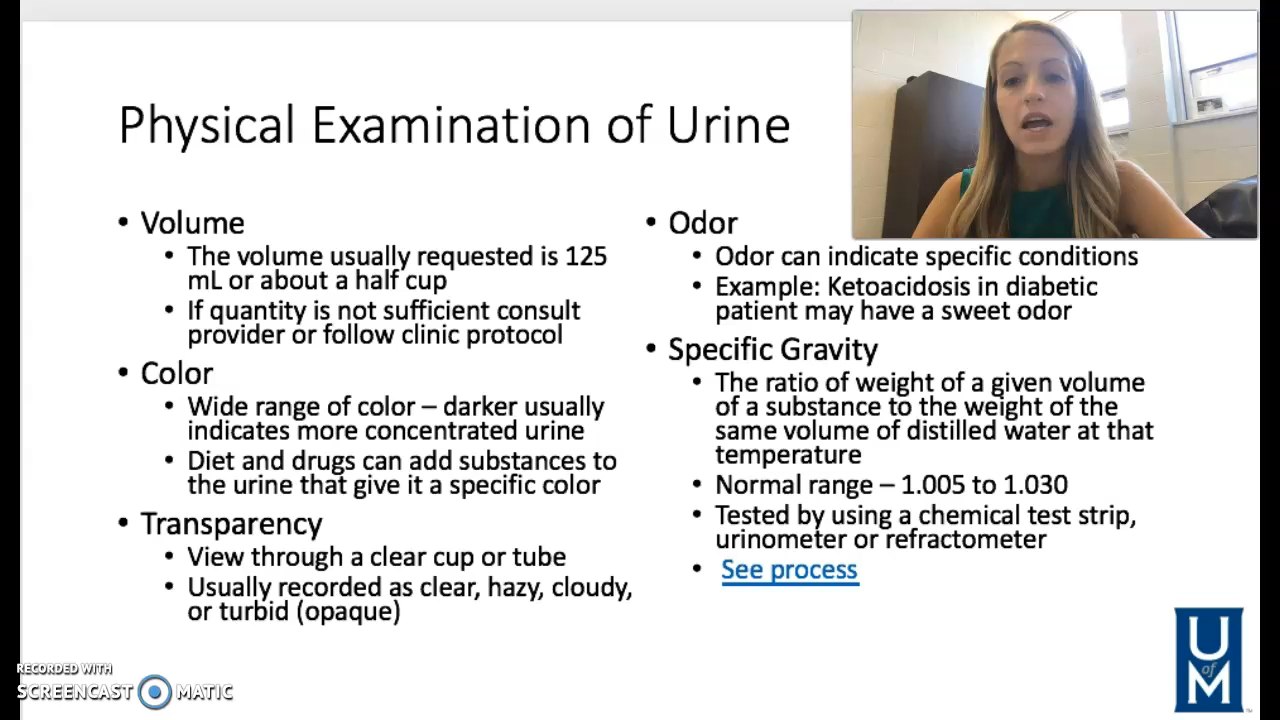 Physical Examination of Urine
• Volume
• The volume usually requested is 125
mL or about a half cup
• If quantity is not sufficient consult
provider or follow clinic protocol
• Color
• Wide range of color – darker usually
indicates more concentrated urine
• Diet and drugs can add substances to
the urine that give it a specific color
• Transparency
• View through a clear cup or tube
• Usually recorded as clear, hazy, cloudy,
or turbid (opaque)
• Odor
• Odor can indicate specific conditions
• Example: Ketoacidosis in diabetic
patient may have a sweet odor
• Specific Gravity
• The ratio of weight of a given volume
of a substance to the weight of the
same volume of distilled water at that
temperature
• Normal range – 1.005 to 1.030
• Tested by using a chemical test strip,
urinometer or refractometer
• See process
RECORDED WITH
SCREENCAST MATIC
U
of
M